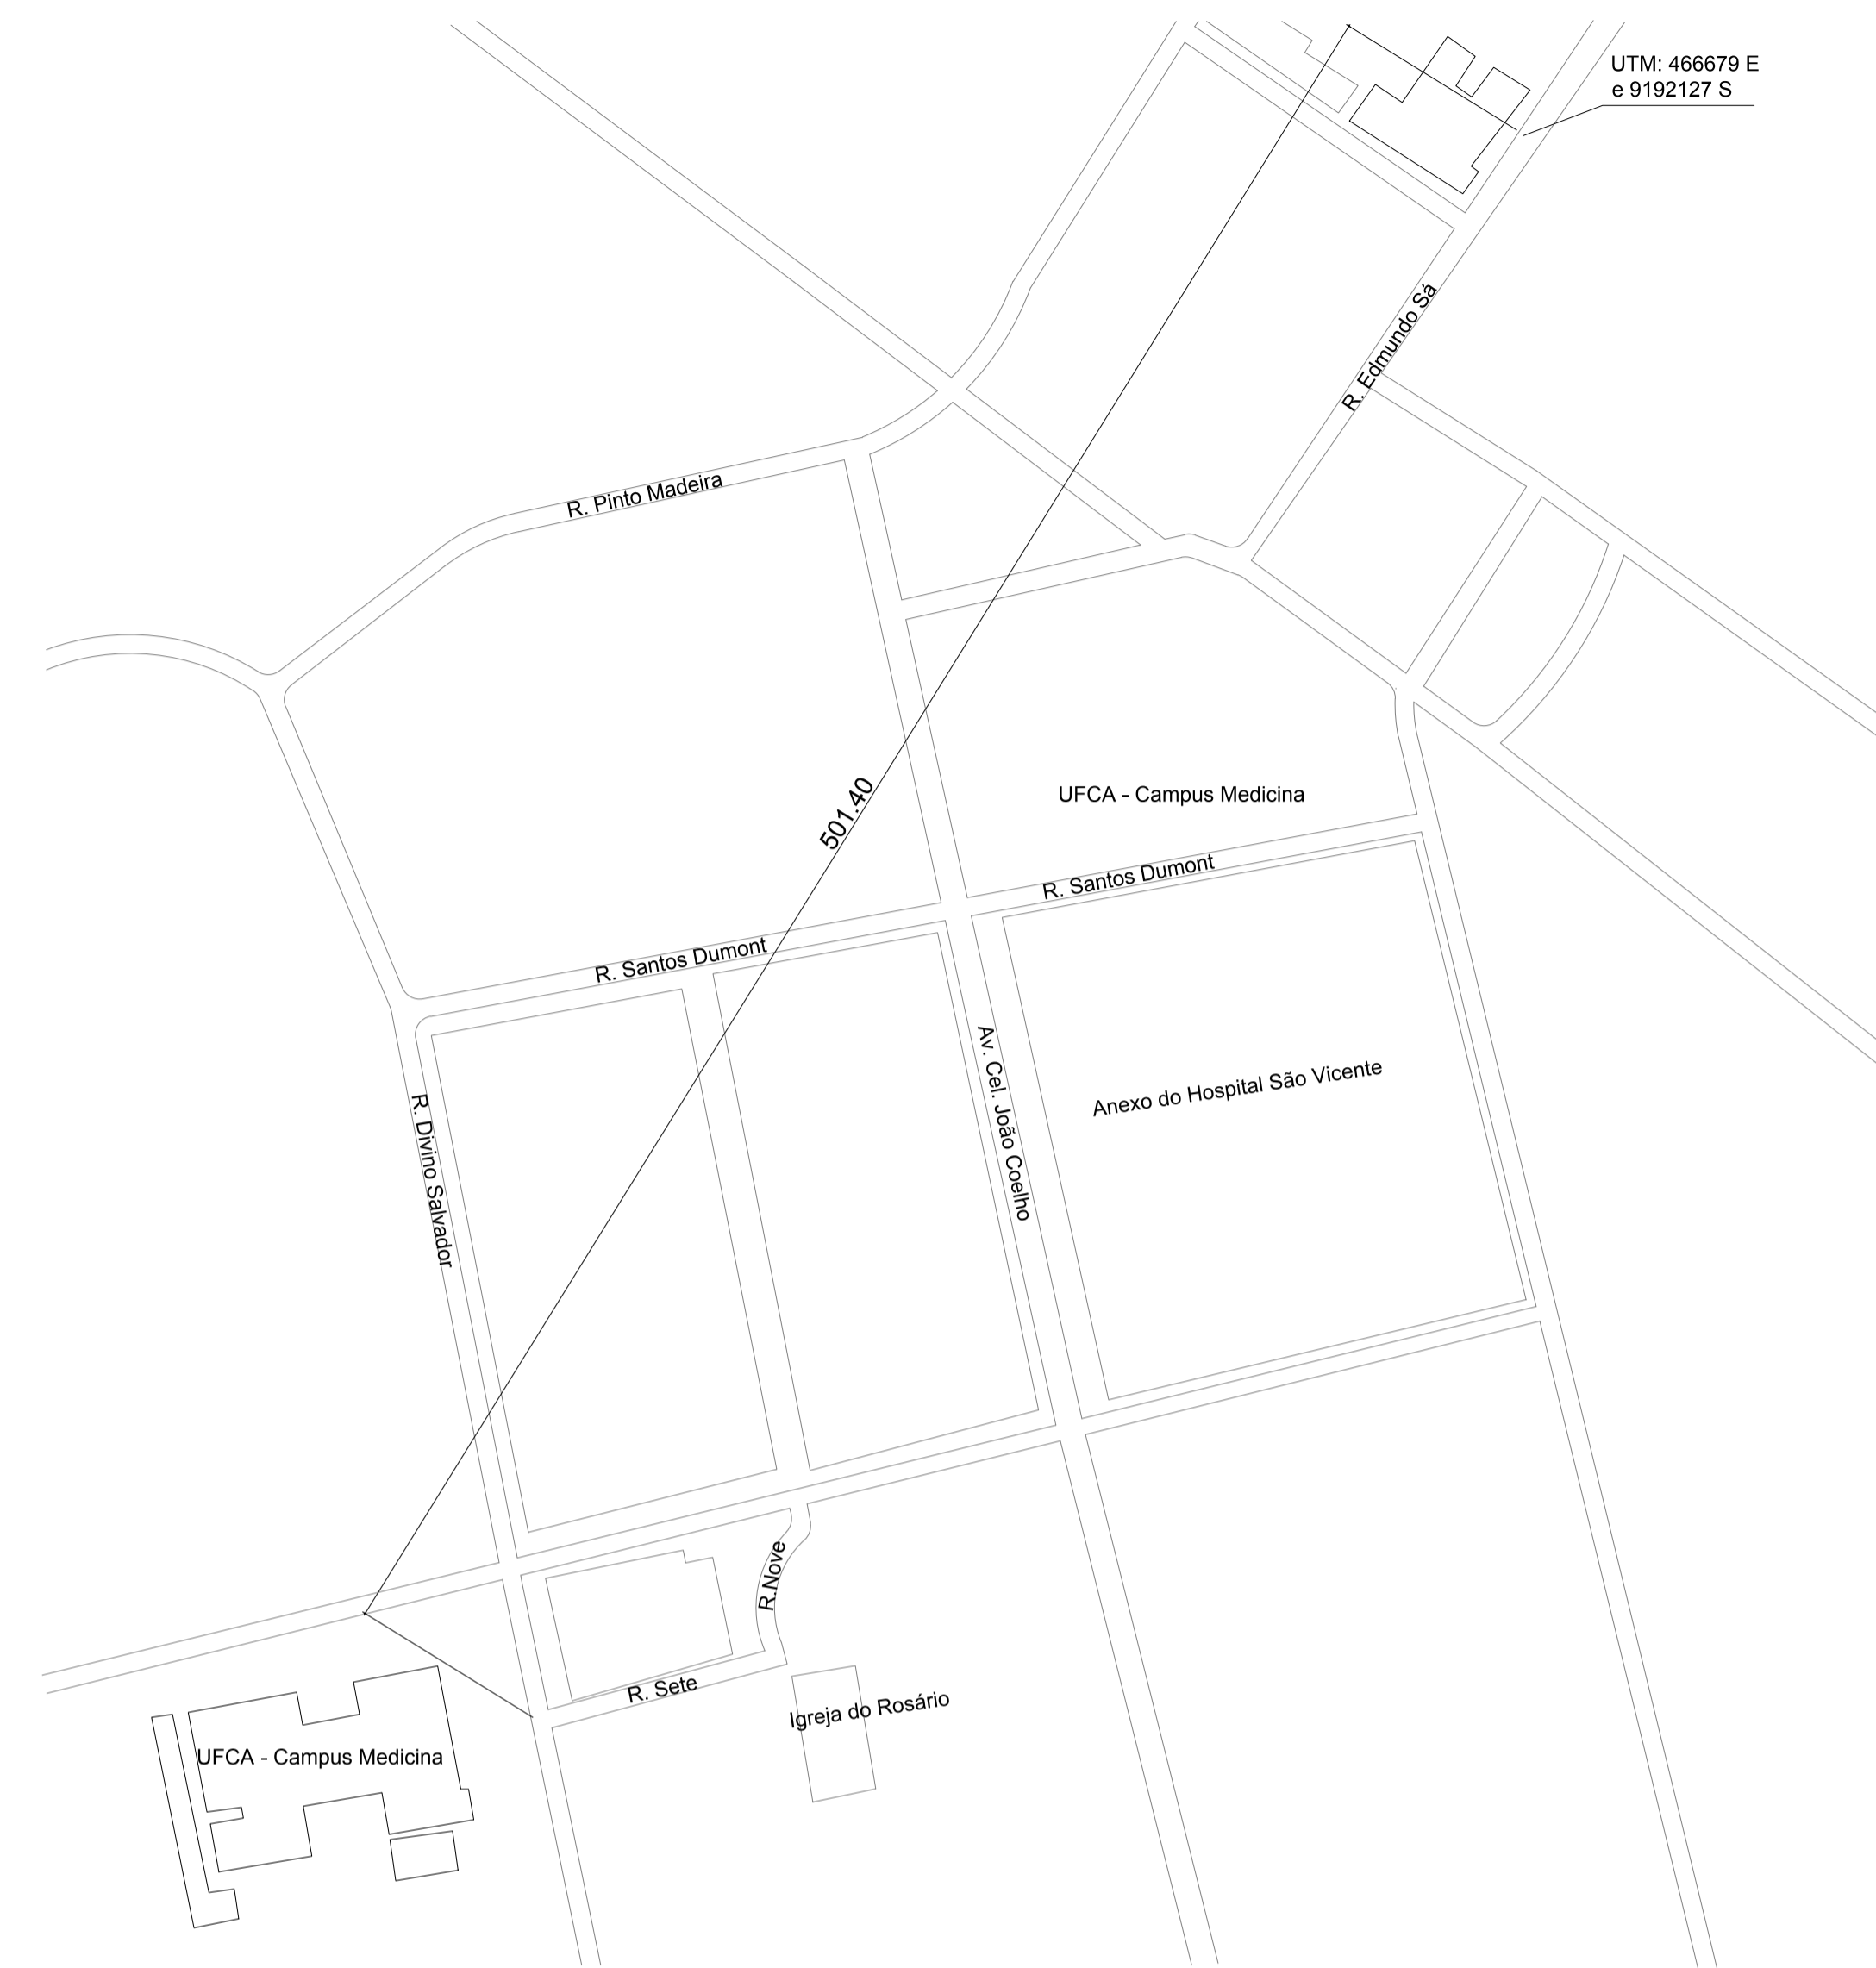 UTM: 466679 E
e 9192127 S
R. Edmundo Sá
R. Pinto Madeira
501.40
UFCA - Campus Medicina
R. Santos Dumont
R. Santos Dumont
Av. Cel. João Coelho
Anexo do Hospital São Vicente
R. Divino Salvador
R.Nove
R. Sete
Igreja do Rosário
UFCA - Campus Medicina